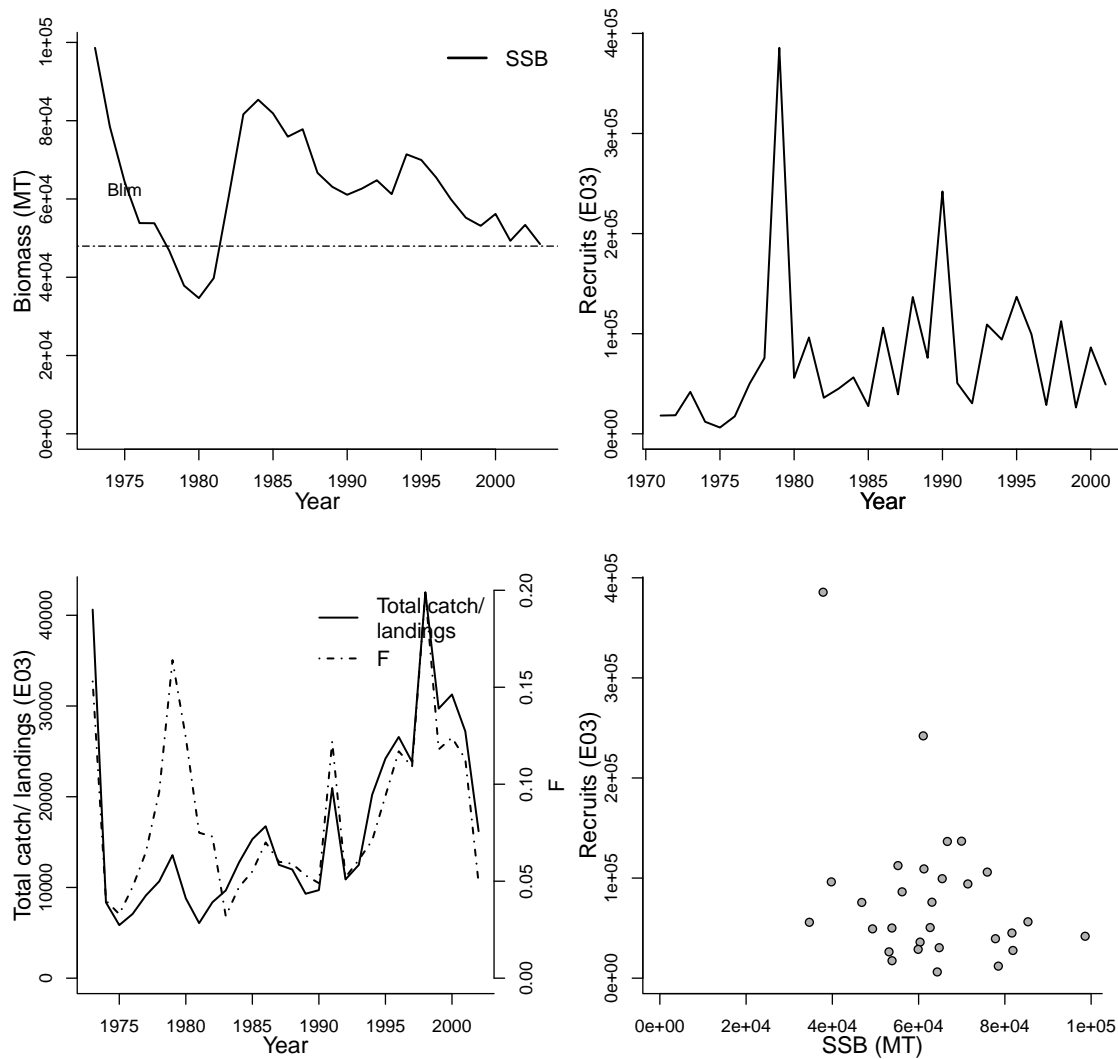 SSB
Blim
Biomass (MT)
0e+00 2e+04 4e+04 6e+04 8e+04 1e+05
1975 1980 1985 1990 1995 2000
Year
Recruits (E03)
0e+00 1e+05 2e+05 3e+05 4e+05
1970 1975 1980 1985 1990 1995 2000
Year
Total catch/
landings
F
Total catch/ landings (E03)
0 10000 20000 30000 40000
0.00 0.05 0.10 0.15 0.20
F
1975 1980 1985 1990 1995 2000
Year
Recruits (E03)
0e+00 1e+05 2e+05 3e+05 4e+05
0e+00 2e+04 4e+04 6e+04 8e+04 1e+05
SSB (MT)